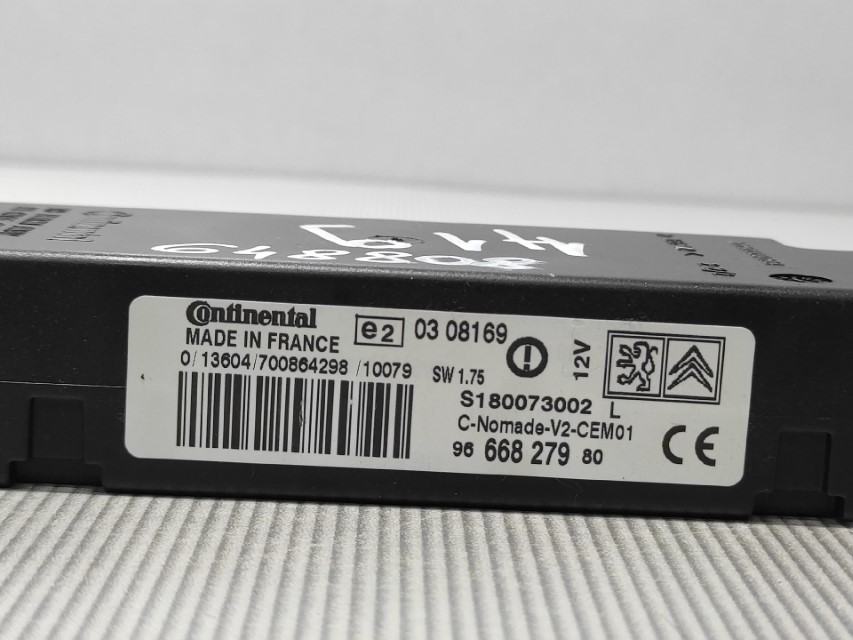 648808
Continental
MADE IN FRANCE
e2 03 08169
0/13604/700864298 /10079
SW 1.75
12V
S180073002 L
C-Nomade-V2-CEM01
96 668 279 80
CE